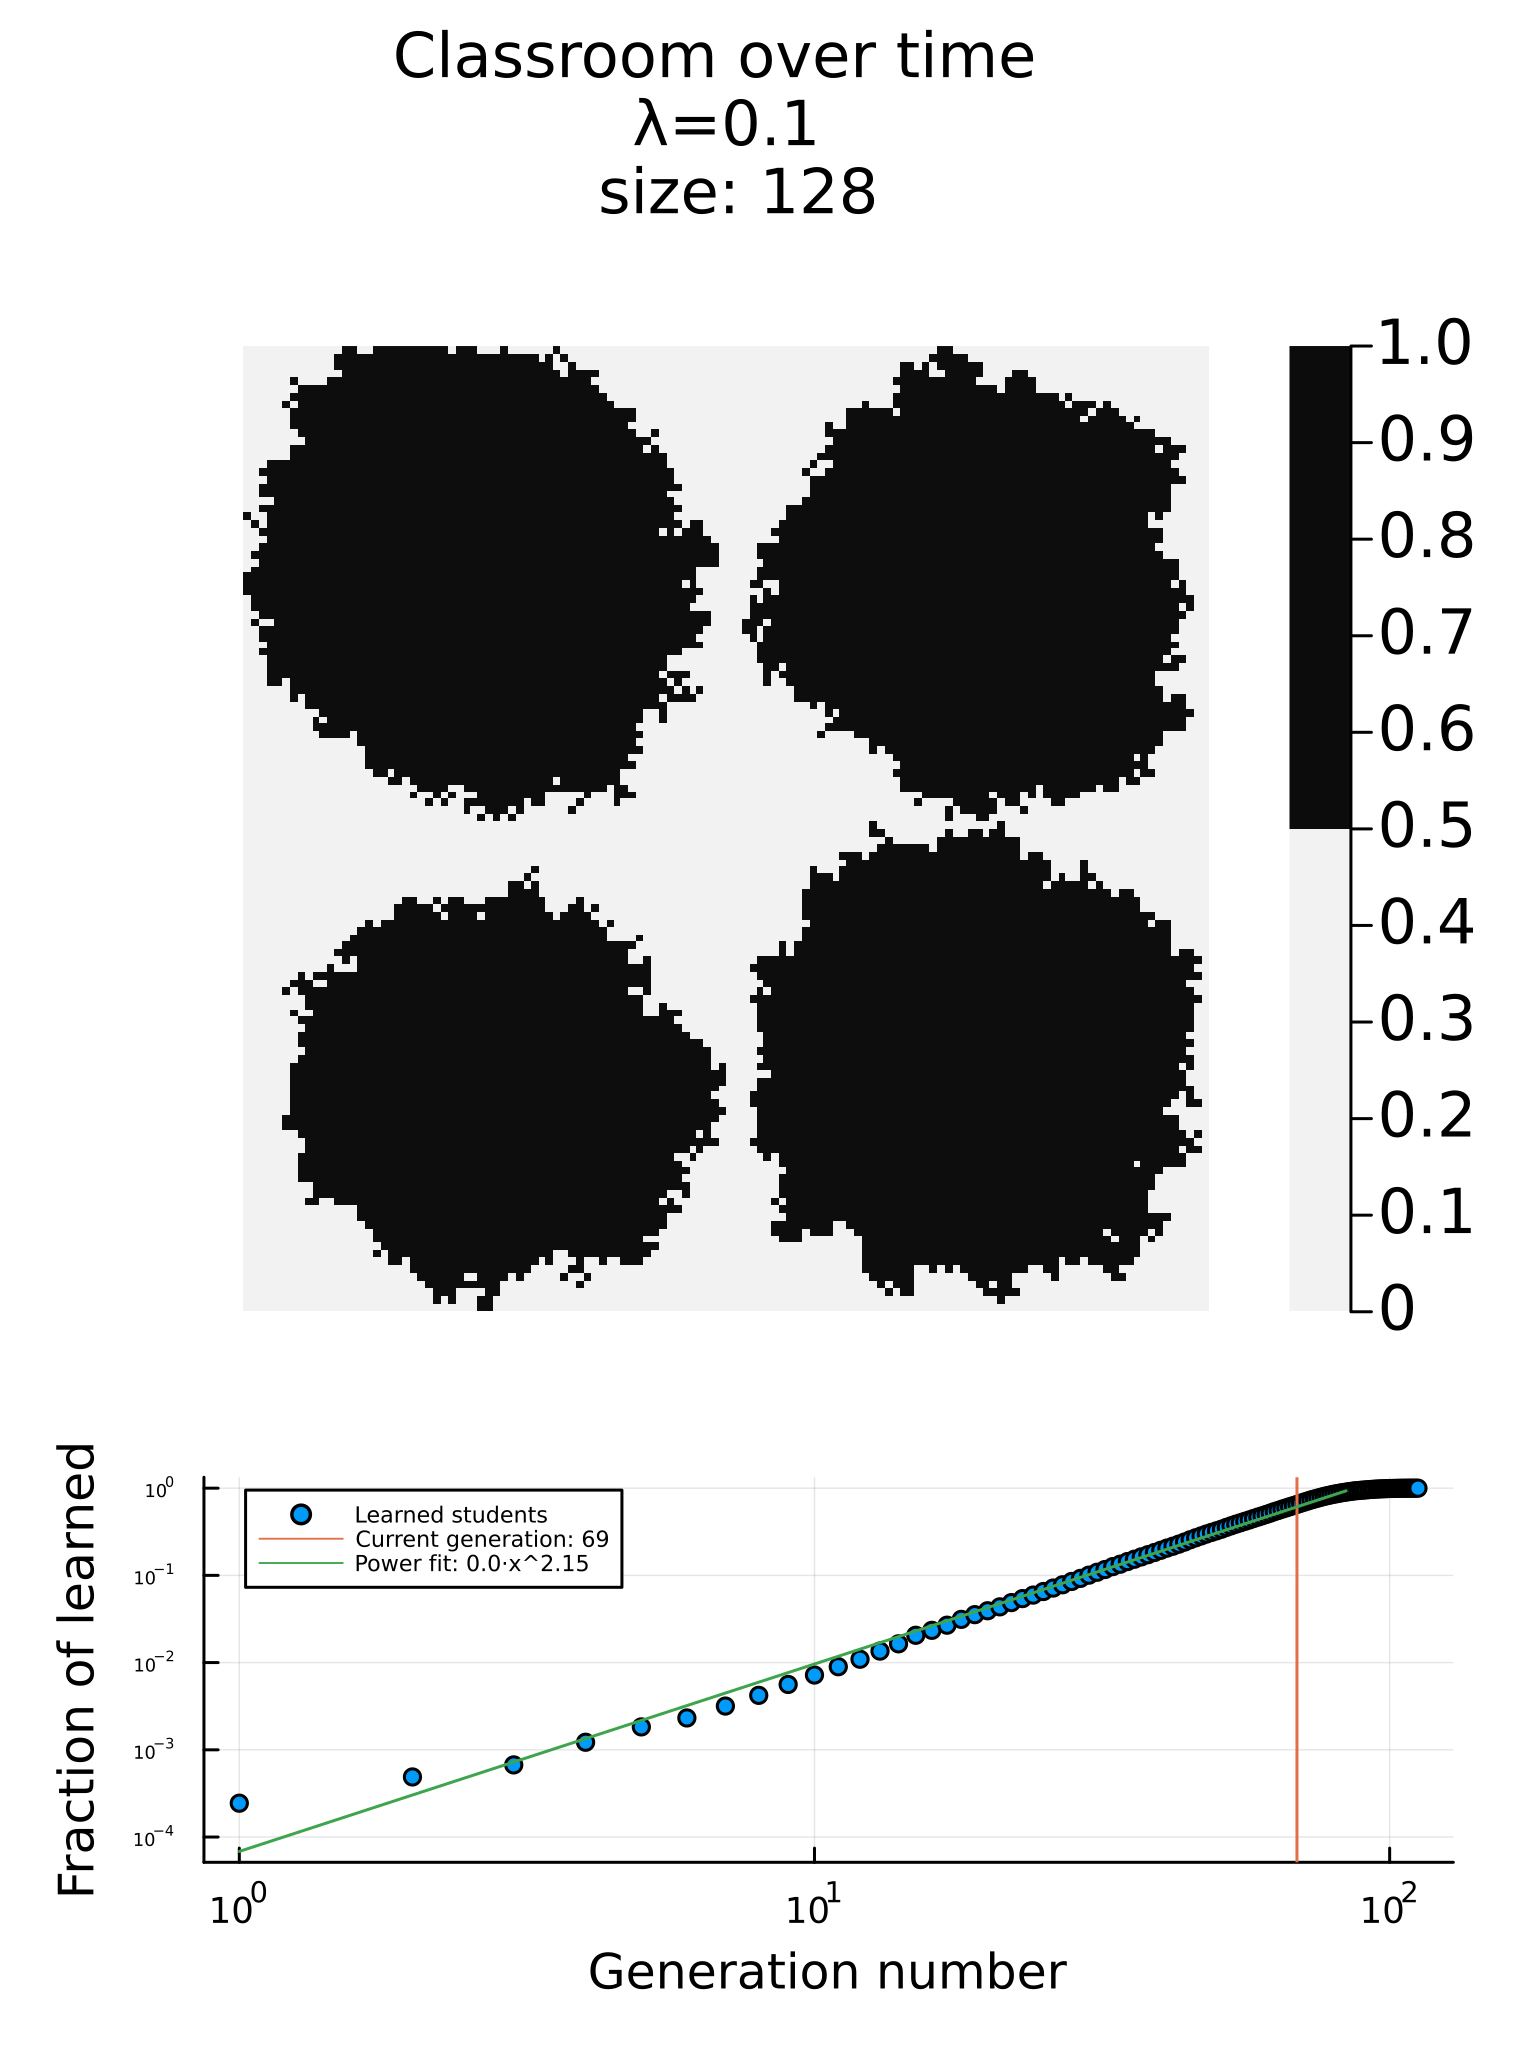 Classroom over time
λ=0.1
size: 128
1.0
0.9
0.8
0.7
0.6
0.5
0.4
0.3
0.2
0.1
0
Fraction of learned
10^0
10^-1
10^-2
10^-3
10^-4
Learned students
Current generation: 69
Power fit: 0.0·x^2.15
10^0 10^1 10^2
Generation number